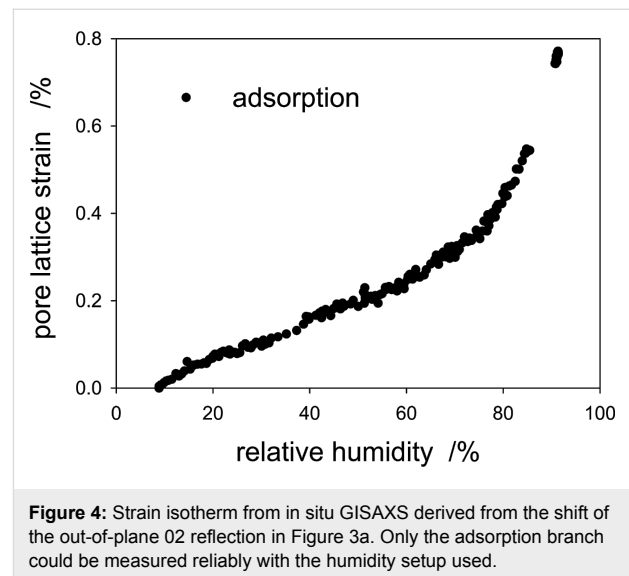 0.8
0.6
0.4
0.2
0.0
pore lattice strain /%
adsorption
0 20 40 60 80 100
relative humidity /%
Figure 4: Strain isotherm from in situ GISAXS derived from the shift of
the out-of-plane 02 reflection in Figure 3a. Only the adsorption branch
could be measured reliably with the humidity setup used.